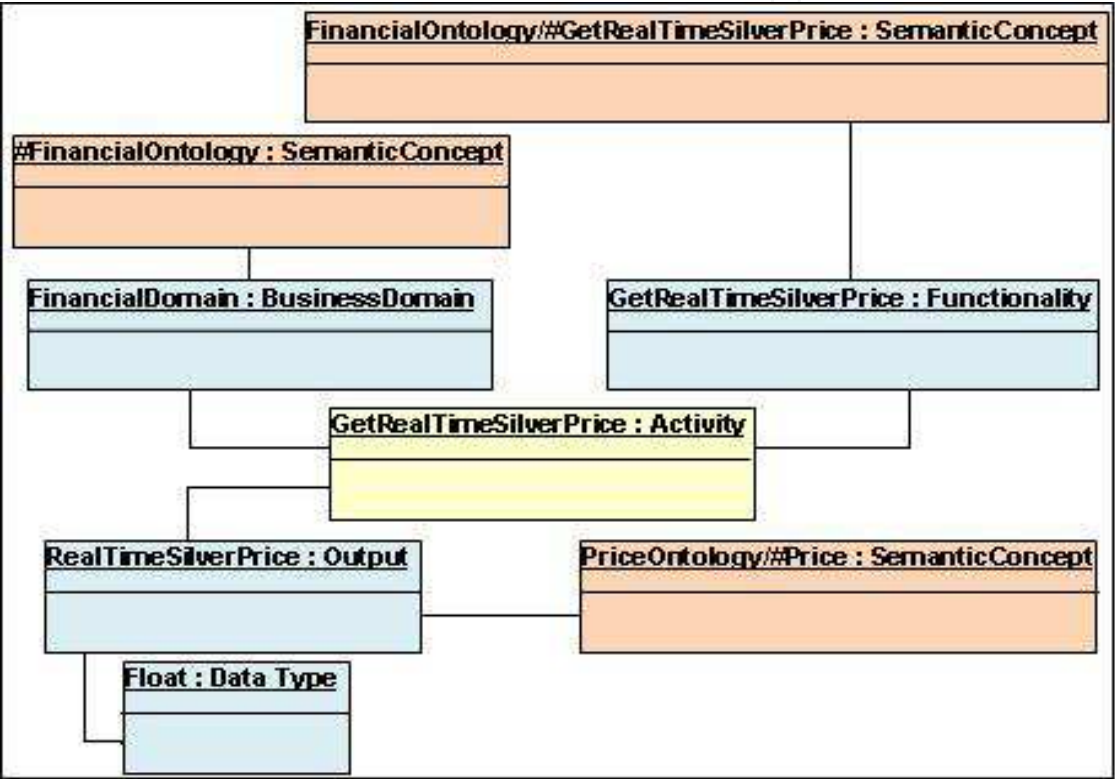 FinancialOntology/#GetRealTimeSilverPrice : SemanticConcept
#FinancialOntology : SemanticConcept
FinancialDomain : BusinessDomain
GetRealTimeSilverPrice : Functionality
GetRealTimeSilverPrice : Activity
RealTimeSilverPrice : Output
PriceOntology/#Price : SemanticConcept
Float : Data Type